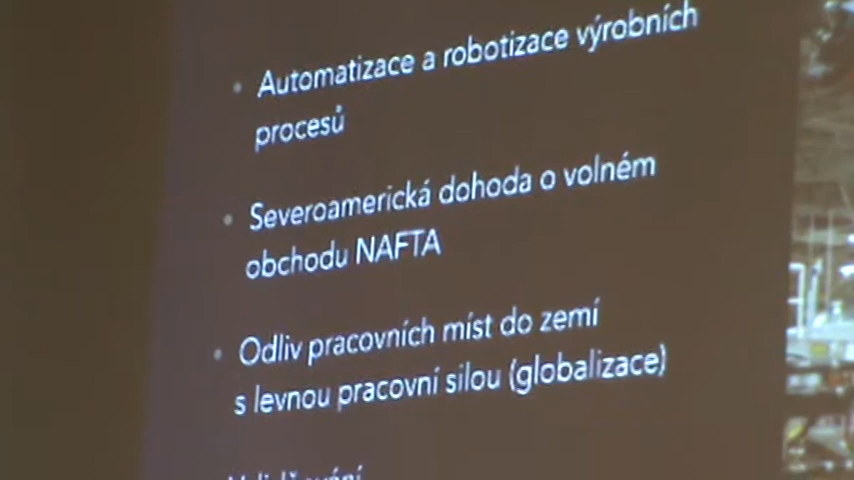 • Automatizace a robotizace výrobních
procesů
• Severoamerická dohoda o volném
obchodu NAFTA
• Odliv pracovních míst do zemí
s levnou pracovní silou (globalizace)